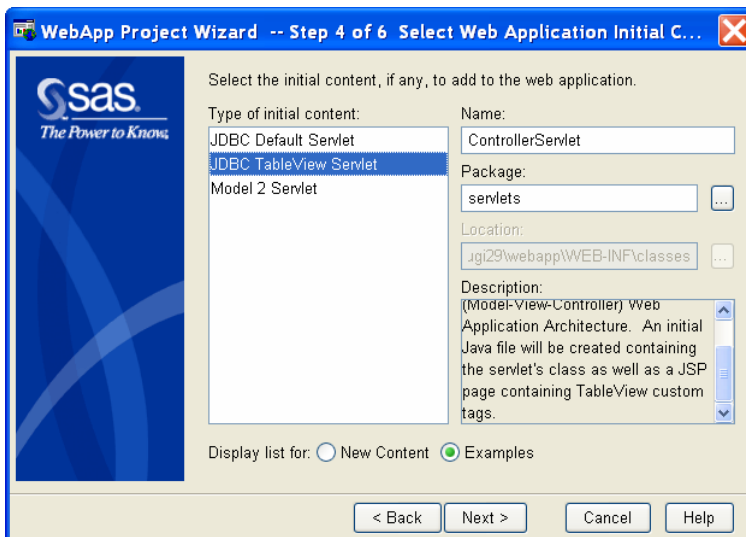 WebApp Project Wizard -- Step 4 of 6 Select Web Application Initial C...
sas.
The Power to Know.
Select the initial content, if any, to add to the web application.
Type of initial content:
JDBC Default Servlet
JDBC TableView Servlet
Model 2 Servlet
Name:
ControllerServlet
Package:
servlets
...
Location:
ugi29\webapp\WEB-INF\classes
...
Description:
(Model-View-Controller) Web
Application Architecture. An initial
Java file will be created containing
the servlet's class as well as a JSP
page containing TableView custom
tags.
Display list for: New Content Examples
< Back Next > Cancel Help